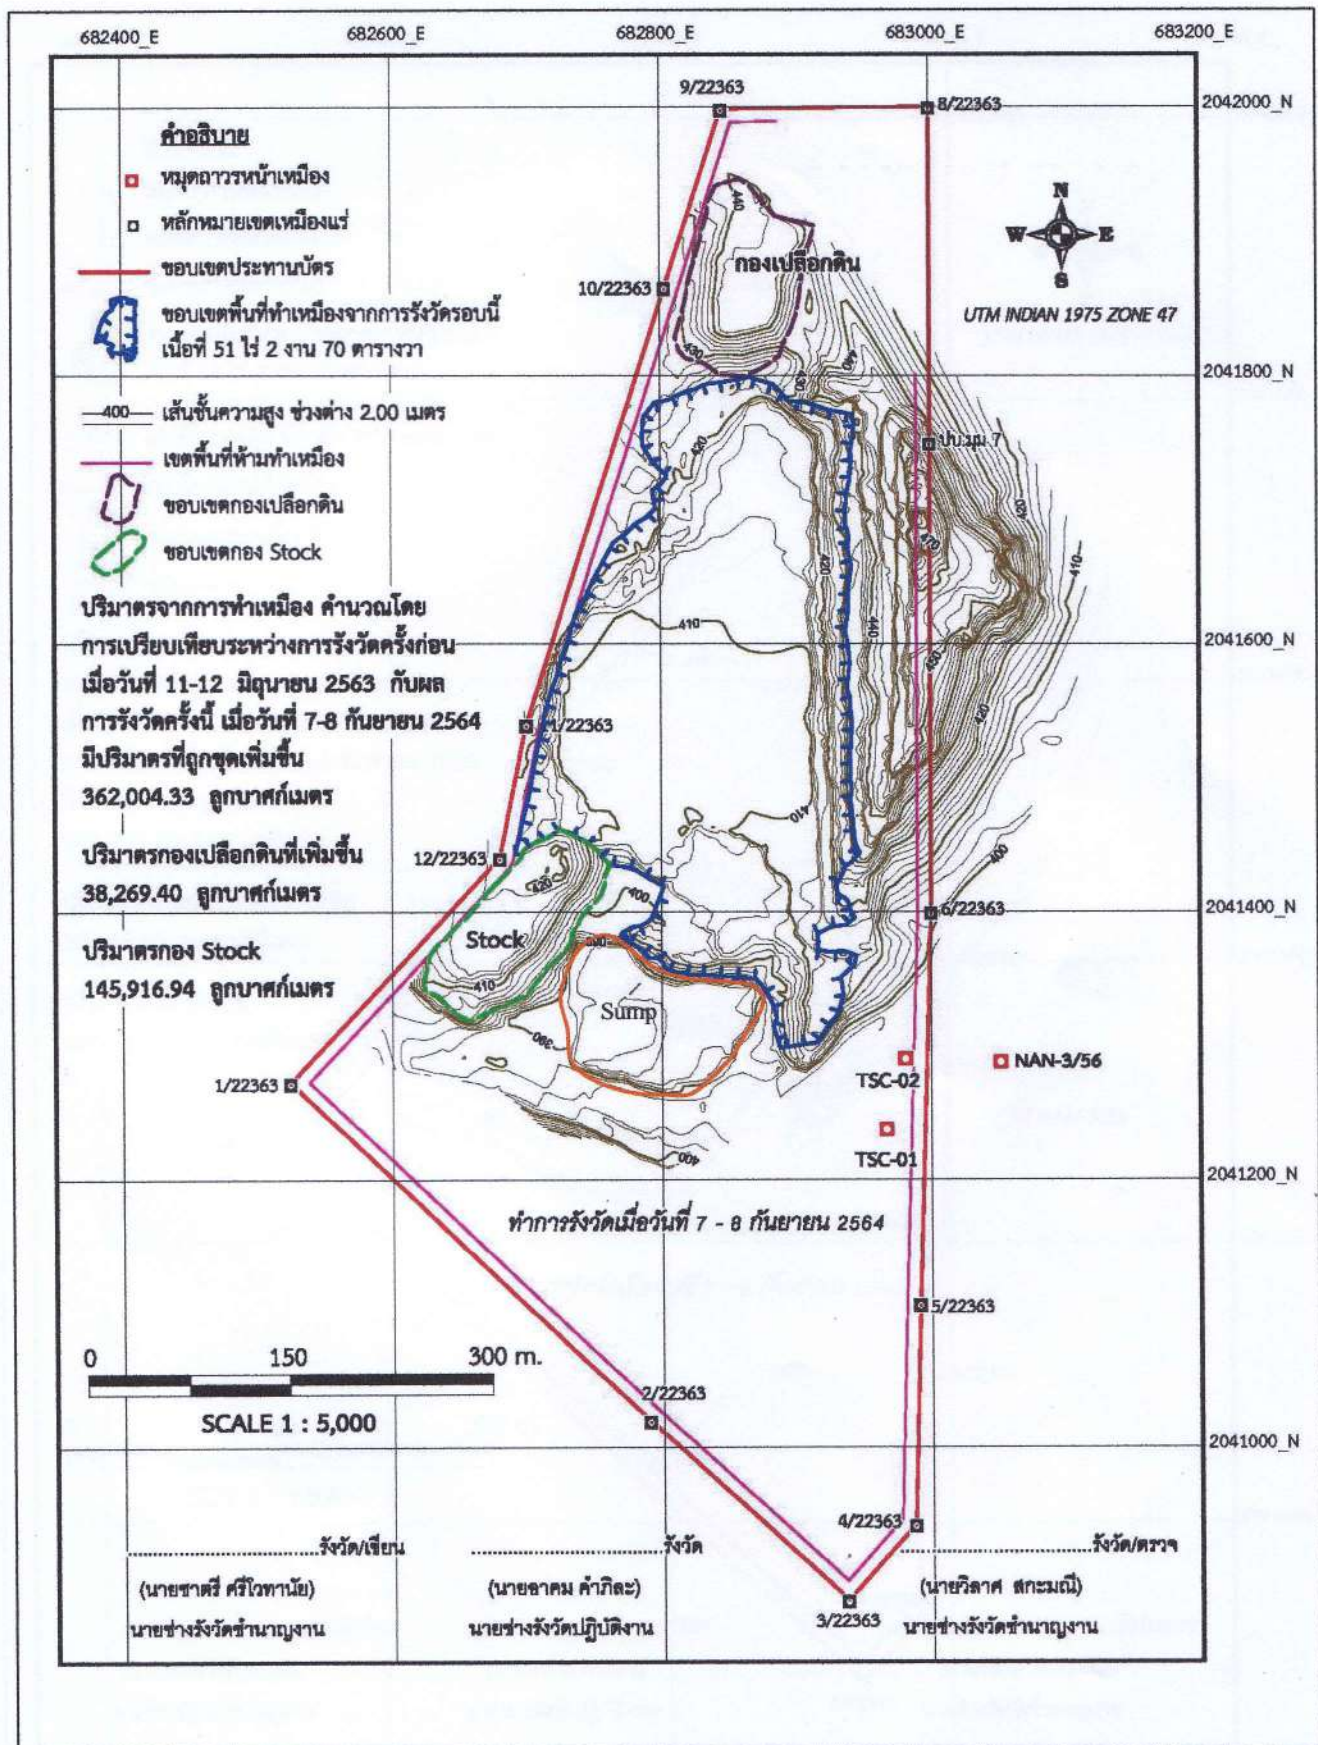 682400_E
682600_E
682800_E
683000_E
683200_E
9/22363
8/22363
2042000_N
คำอธิบาย
หมุดถาวรหน้าเหมือง
หลักหมายเขตเหมืองแร่
ขอบเขตประทานบัตร
ขอบเขตพื้นที่ทำเหมืองจากการรังวัดรอบนี้
เนื้อที่ 51 ไร่ 2 งาน 70 ตารางวา
400
เส้นชั้นความสูง ช่วงต่าง 2.00 เมตร
เขตพื้นที่ห้ามทำเหมือง
ขอบเขตกองเปลือกดิน
ขอบเขตกอง Stock
ปริมาตรจากการทำเหมือง คำนวณโดย
การเปรียบเทียบระหว่างการรังวัดครั้งก่อน
เมื่อวันที่ 11-12 มิถุนายน 2563 กับผล
การรังวัดครั้งนี้ เมื่อวันที่ 7-8 กันยายน 2564
มีปริมาตรที่ถูกขุดเพิ่มขึ้น
362,004.33 ลูกบาศก์เมตร
ปริมาตรกองเปลือกดินที่เพิ่มขึ้น
38,269.40 ลูกบาศก์เมตร
ปริมาตรกอง Stock
145,916.94 ลูกบาศก์เมตร
N
W
E
S
UTM INDIAN 1975 ZONE 47
440
กองเปลือกดิน
10/22363
430
430
440
2041800_N
420
ปบ.มุม 7
420
470
410
420
410
440
450
2041600_N
1/22363
420
410
12/22363
420
400
400
6/22363
2041400_N
Stock
390
410
Sump
390
TSC-02
NAN-3/56
1/22363
TSC-01
400
2041200_N
ทำการรังวัดเมื่อวันที่ 7 - 8 กันยายน 2564
5/22363
0
150
300 m.
SCALE 1 : 5,000
2/22363
2041000_N
4/22363
3/22363
........................รังวัด/เขียน
........................รังวัด
........................รังวัด/ตรวจ
(นายชาตรี ศรีโวทานัย)
(นายอาคม คำภิละ)
(นายวิลาศ สกะมณี)
นายช่างรังวัดชำนาญงาน
นายช่างรังวัดปฏิบัติงาน
นายช่างรังวัดชำนาญงาน